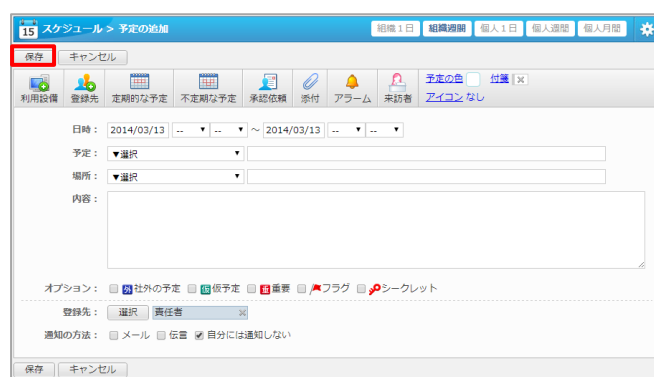 15 スケジュール > 予定の追加 組織1日 組織週間 個人1日 個人週間 個人月間
保存 キャンセル
利用設備 登録先 定期的な予定 不定期な予定 承認依頼 添付 アラーム 来訪者 予定の色 付箋 x
アイコン なし
日時： 2014/03/13 -- ▼ -- ▼ ～ 2014/03/13 -- ▼ -- ▼
予定： ▼選択 ▼
場所： ▼選択 ▼
内容：
オプション： 外 社外の予定 仮 仮予定 重要 フラグ シークレット
登録先： 選択 責任者
通知の方法： メール 伝言 自分には通知しない
保存 キャンセル